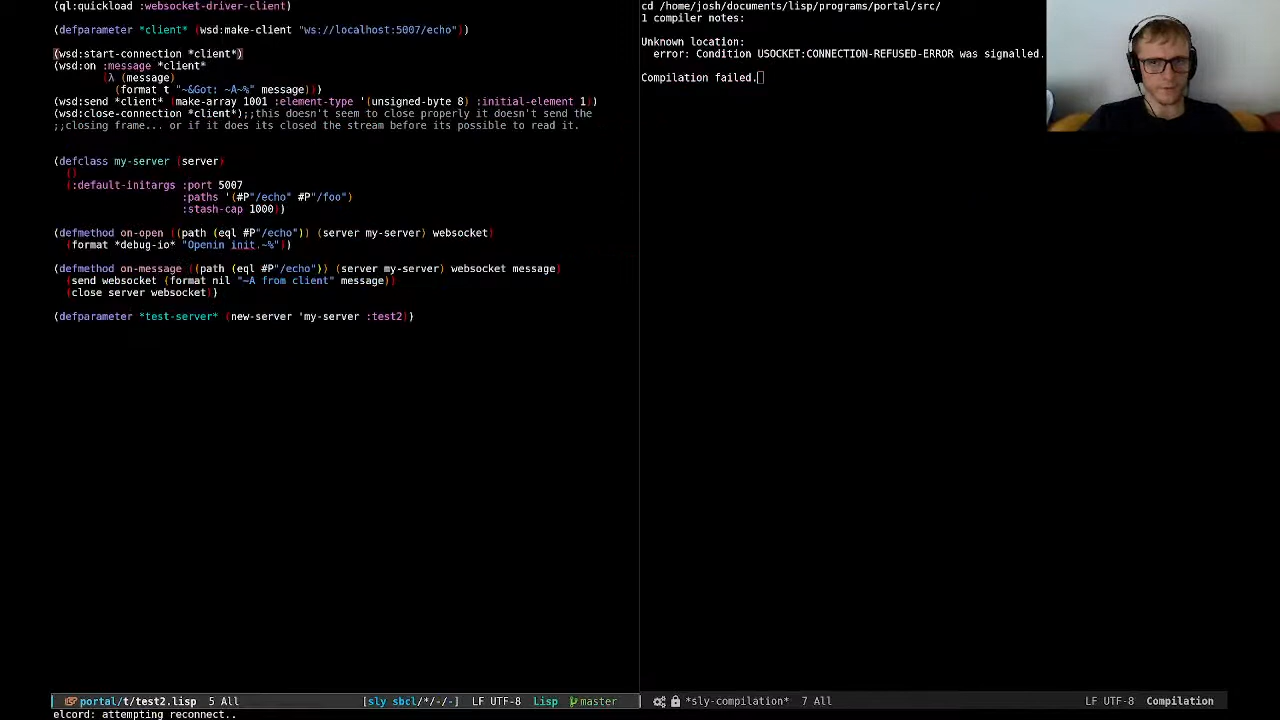 (ql:quickload :websocket-driver-client)
(defparameter *client* (wsd:make-client "ws://localhost:5007/echo"))
(wsd:start-connection *client*)
(wsd:on :message *client*
(λ (message)
(format t "~&Got: ~A~%" message)))
(wsd:send *client* (make-array 1001 :element-type '(unsigned-byte 8) :initial-element 1))
(wsd:close-connection *client*);;this doesn't seem to close properly it doesn't send the
;;closing frame... or if it does its closed the stream before its possible to read it.
(defclass my-server (server)
()
(:default-initargs :port 5007
:paths '(#P"/echo" #P"/foo")
:stash-cap 1000))
(defmethod on-open ((path (eql #P"/echo")) (server my-server) websocket)
(format *debug-io* "Openin init.~%"))
(defmethod on-message ((path (eql #P"/echo")) (server my-server) websocket message)
(send websocket (format nil "~A from client" message))
(close server websocket))
(defparameter *test-server* (new-server 'my-server :test2))
portal/t/test2.lisp 5 All [sly sbcl/*/-/-] LF UTF-8 Lisp master
elcord: attempting reconnect..
cd /home/josh/documents/lisp/programs/portal/src/
1 compiler notes:
Unknown location:
error: Condition USOCKET:CONNECTION-REFUSED-ERROR was signalled.
Compilation failed.
*sly-compilation* 7 All LF UTF-8 Compilation